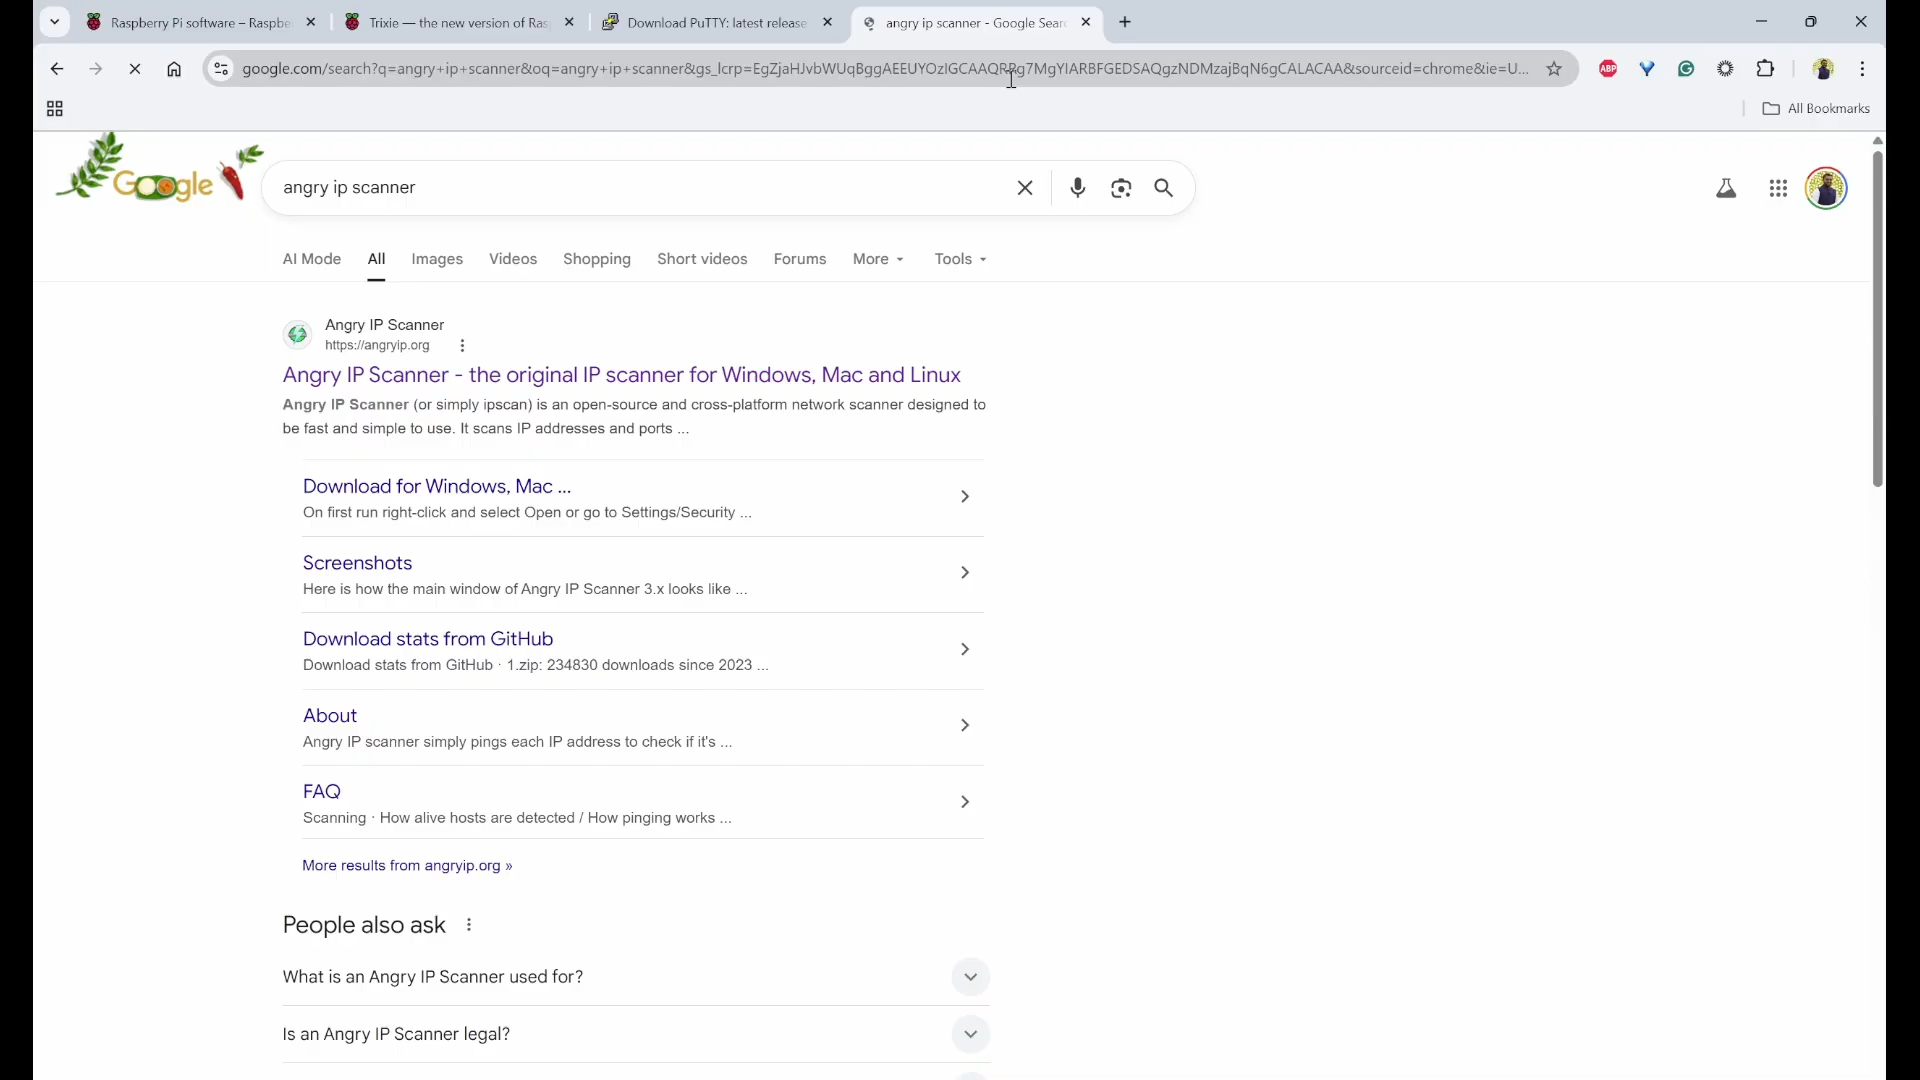 Raspberry Pi software – Raspbe
Trixie — the new version of Ras
Download PuTTY: latest release
angry ip scanner - Google Sear
google.com/search?q=angry+ip+scanner&oq=angry+ip+scanner&gs_lcrp=EgZjaHJvbWUqBggAEEUYOzIGCAAQRRg7MgYIARBFGEDSAQgzNDMzajBqN6gCALACAA&sourceid=chrome&ie=U...
ABP
All Bookmarks
Google
angry ip scanner
AI Mode All Images Videos Shopping Short videos Forums More Tools
Angry IP Scanner
https://angryip.org
Angry IP Scanner - the original IP scanner for Windows, Mac and Linux
Angry IP Scanner (or simply ipscan) is an open-source and cross-platform network scanner designed to
be fast and simple to use. It scans IP addresses and ports ...
Download for Windows, Mac ...
On first run right-click and select Open or go to Settings/Security ...
Screenshots
Here is how the main window of Angry IP Scanner 3.x looks like ...
Download stats from GitHub
Download stats from GitHub · 1.zip: 234830 downloads since 2023 ...
About
Angry IP scanner simply pings each IP address to check if it's ...
FAQ
Scanning · How alive hosts are detected / How pinging works ...
More results from angryip.org »
People also ask
What is an Angry IP Scanner used for?
Is an Angry IP Scanner legal?